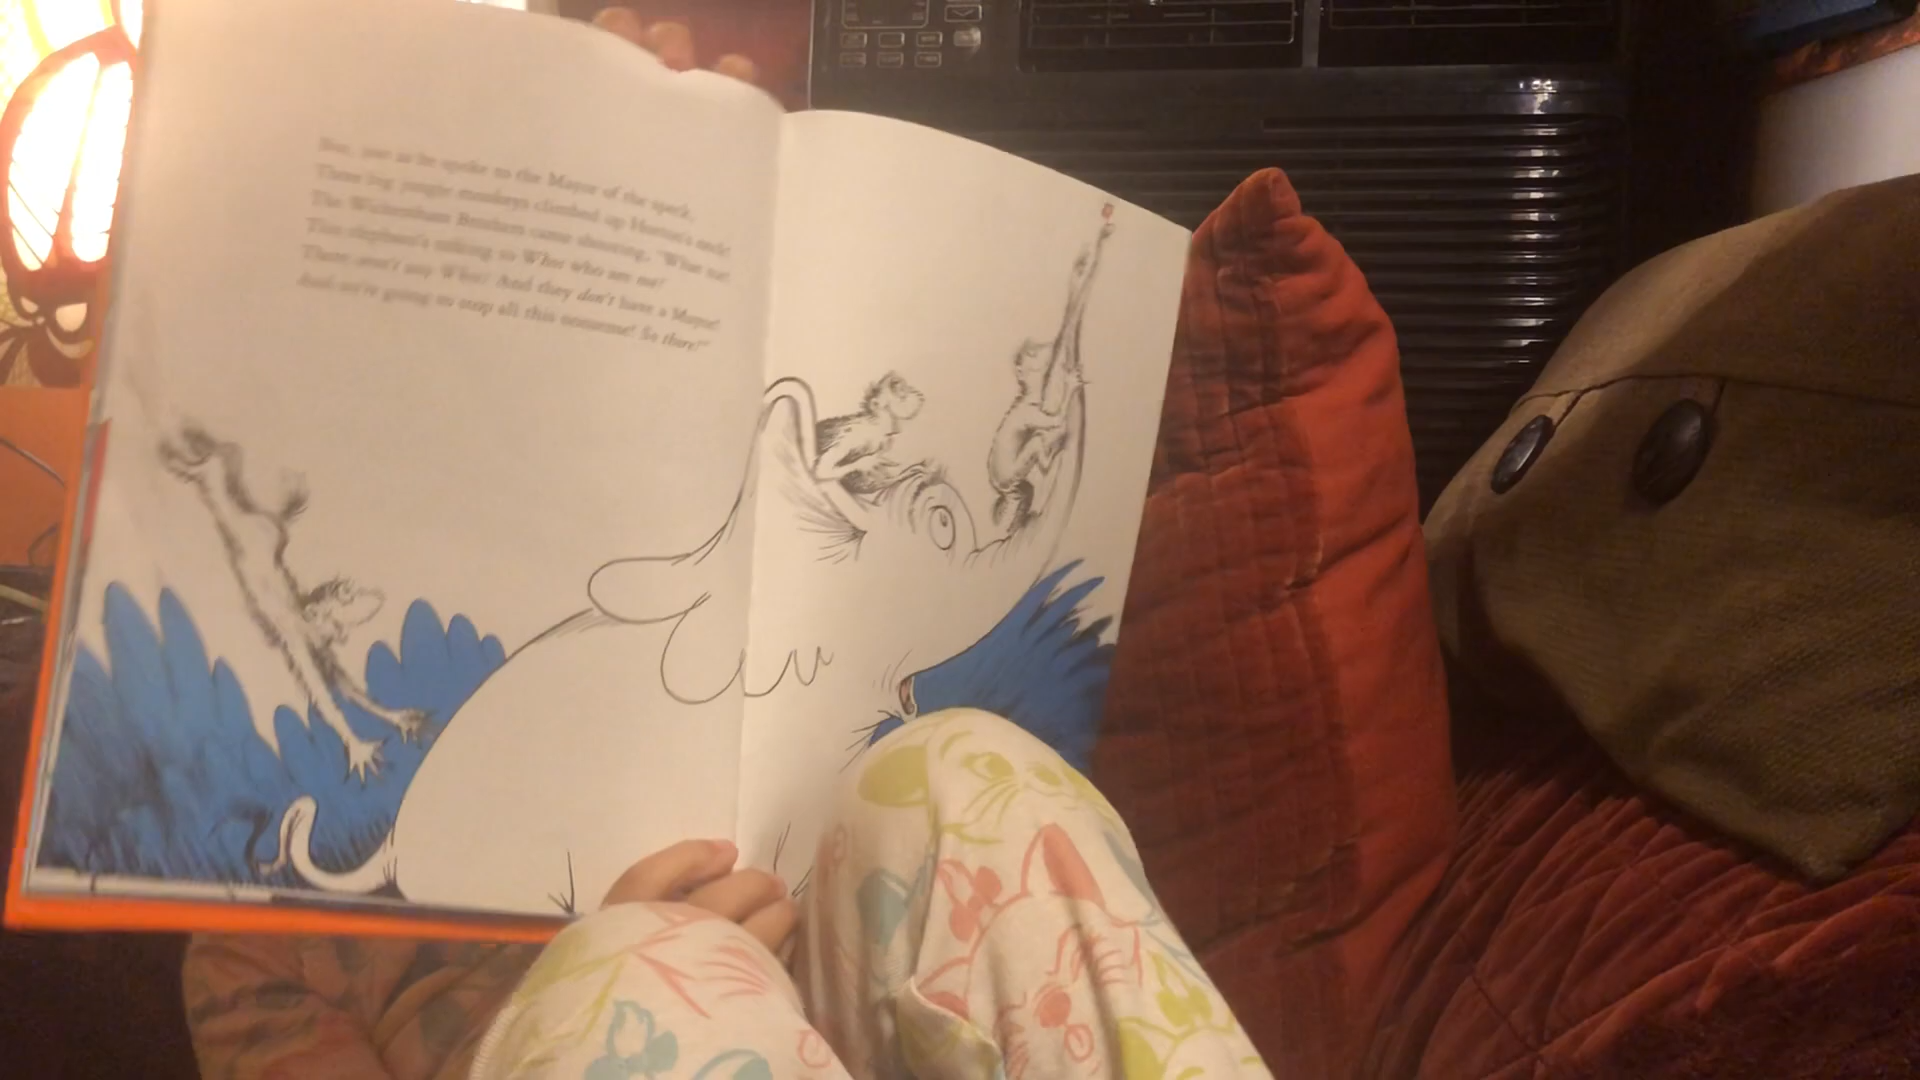 But, just as he spoke to the Mayor of the speck,
Three big jungle monkeys climbed up Horton's neck!
The Wickersham Brothers came shouting, "What rot!
This elephant's talking to Whos who are not!
There aren't any Whos! And they don't have a Mayor!
And we're going to stop all this nonsense! So there!"